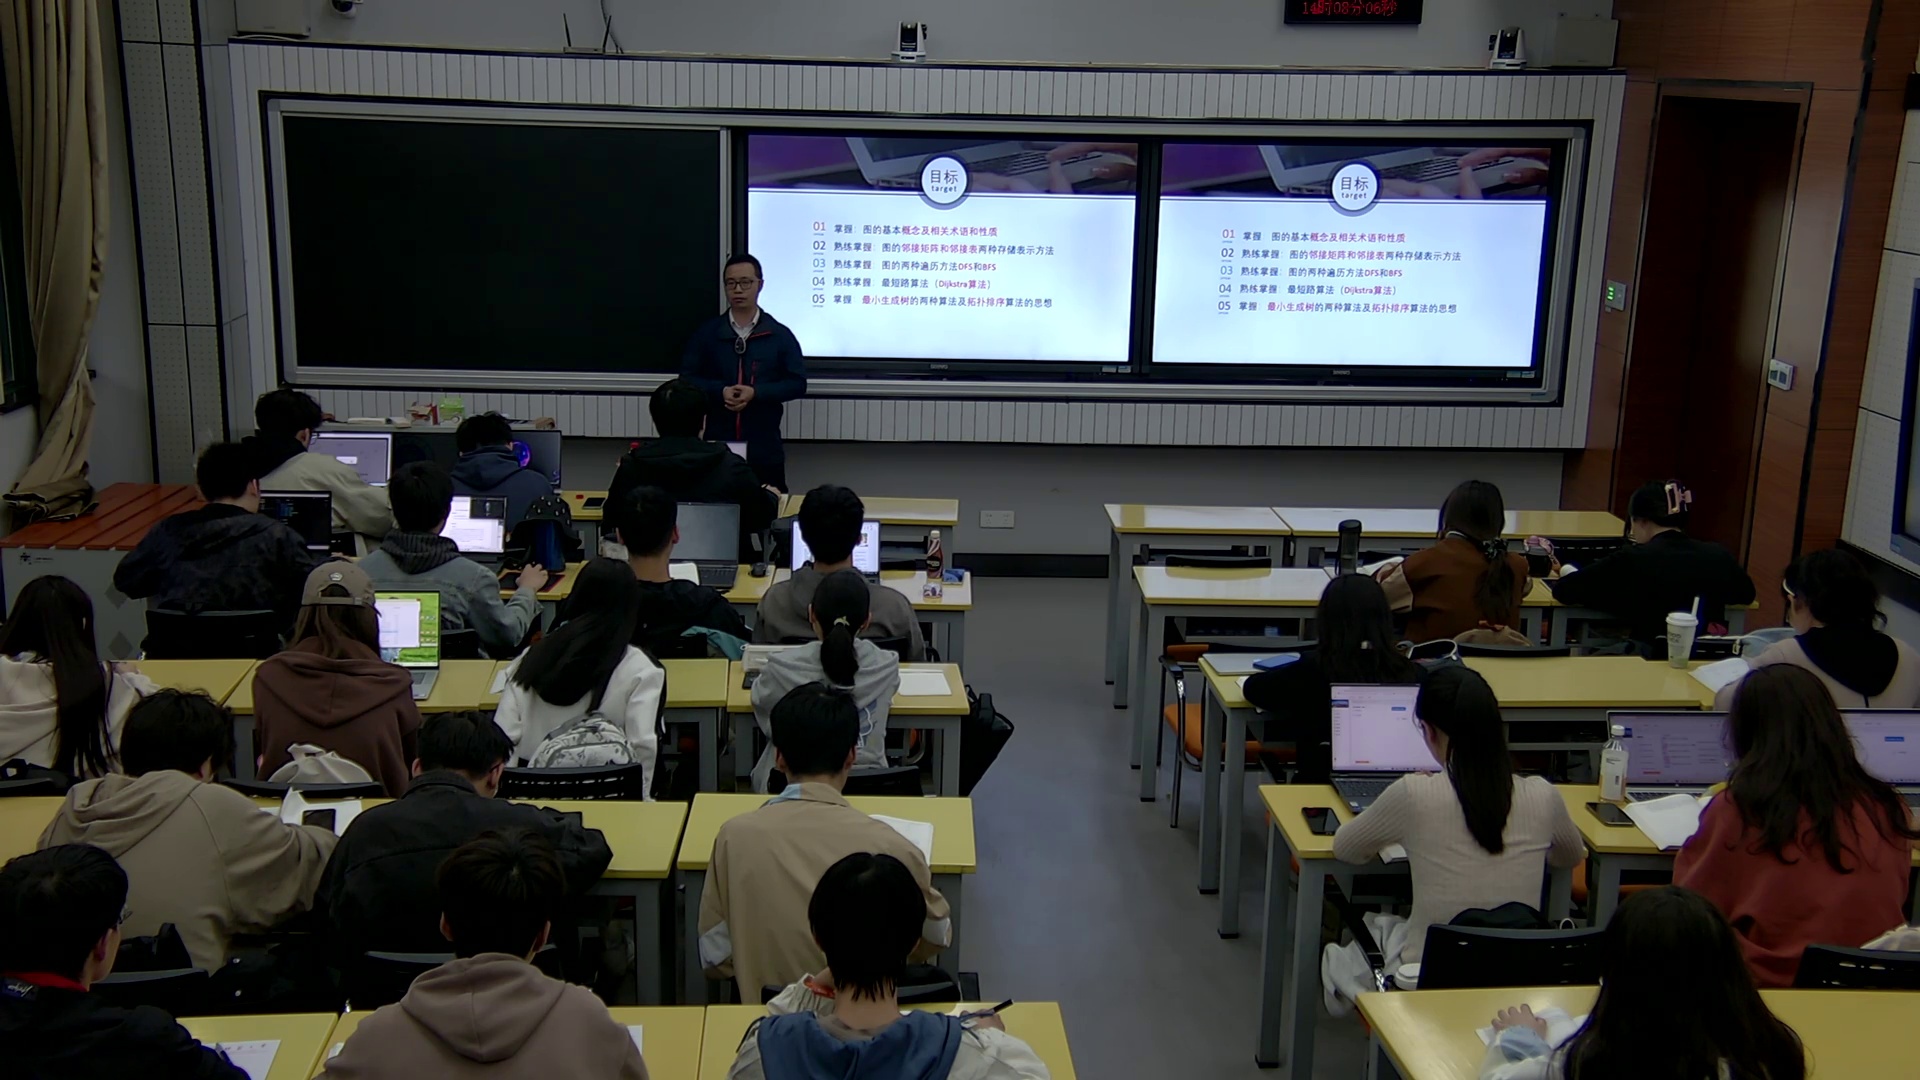 14时08分06秒
目标
target
01 掌握：图的基本概念及相关术语和性质
02 熟练掌握：图的邻接矩阵和邻接表两种存储表示方法
03 熟练掌握：图的两种遍历方法DFS和BFS
04 熟练掌握：最短路算法（Dijkstra算法）
05 掌握 最小生成树的两种算法及拓扑排序算法的思想
目标
target
01 掌握 图的基本概念及相关术语和性质
02 熟练掌握：图的邻接矩阵和邻接表两种存储表示方法
03 熟练掌握：图的两种遍历方法DFS和BFS
04 熟练掌握：最短路算法（Dijkstra算法）
05 掌握 最小生成树的两种算法及拓扑排序算法的思想